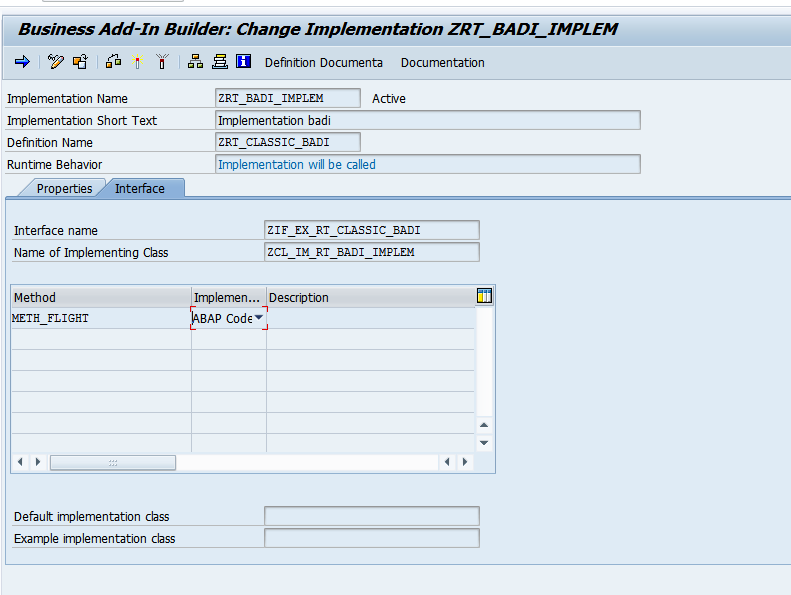 Business Add-In Builder: Change Implementation ZRT_BADI_IMPLEM
Definition Documenta Documentation
Implementation Name ZRT_BADI_IMPLEM Active
Implementation Short Text Implementation badi
Definition Name ZRT_CLASSIC_BADI
Runtime Behavior Implementation will be called
Properties Interface
Interface name ZIF_EX_RT_CLASSIC_BADI
Name of Implementing Class ZCL_IM_RT_BADI_IMPLEM
Method Implemen... Description
METH_FLIGHT ABAP Code
Default implementation class
Example implementation class